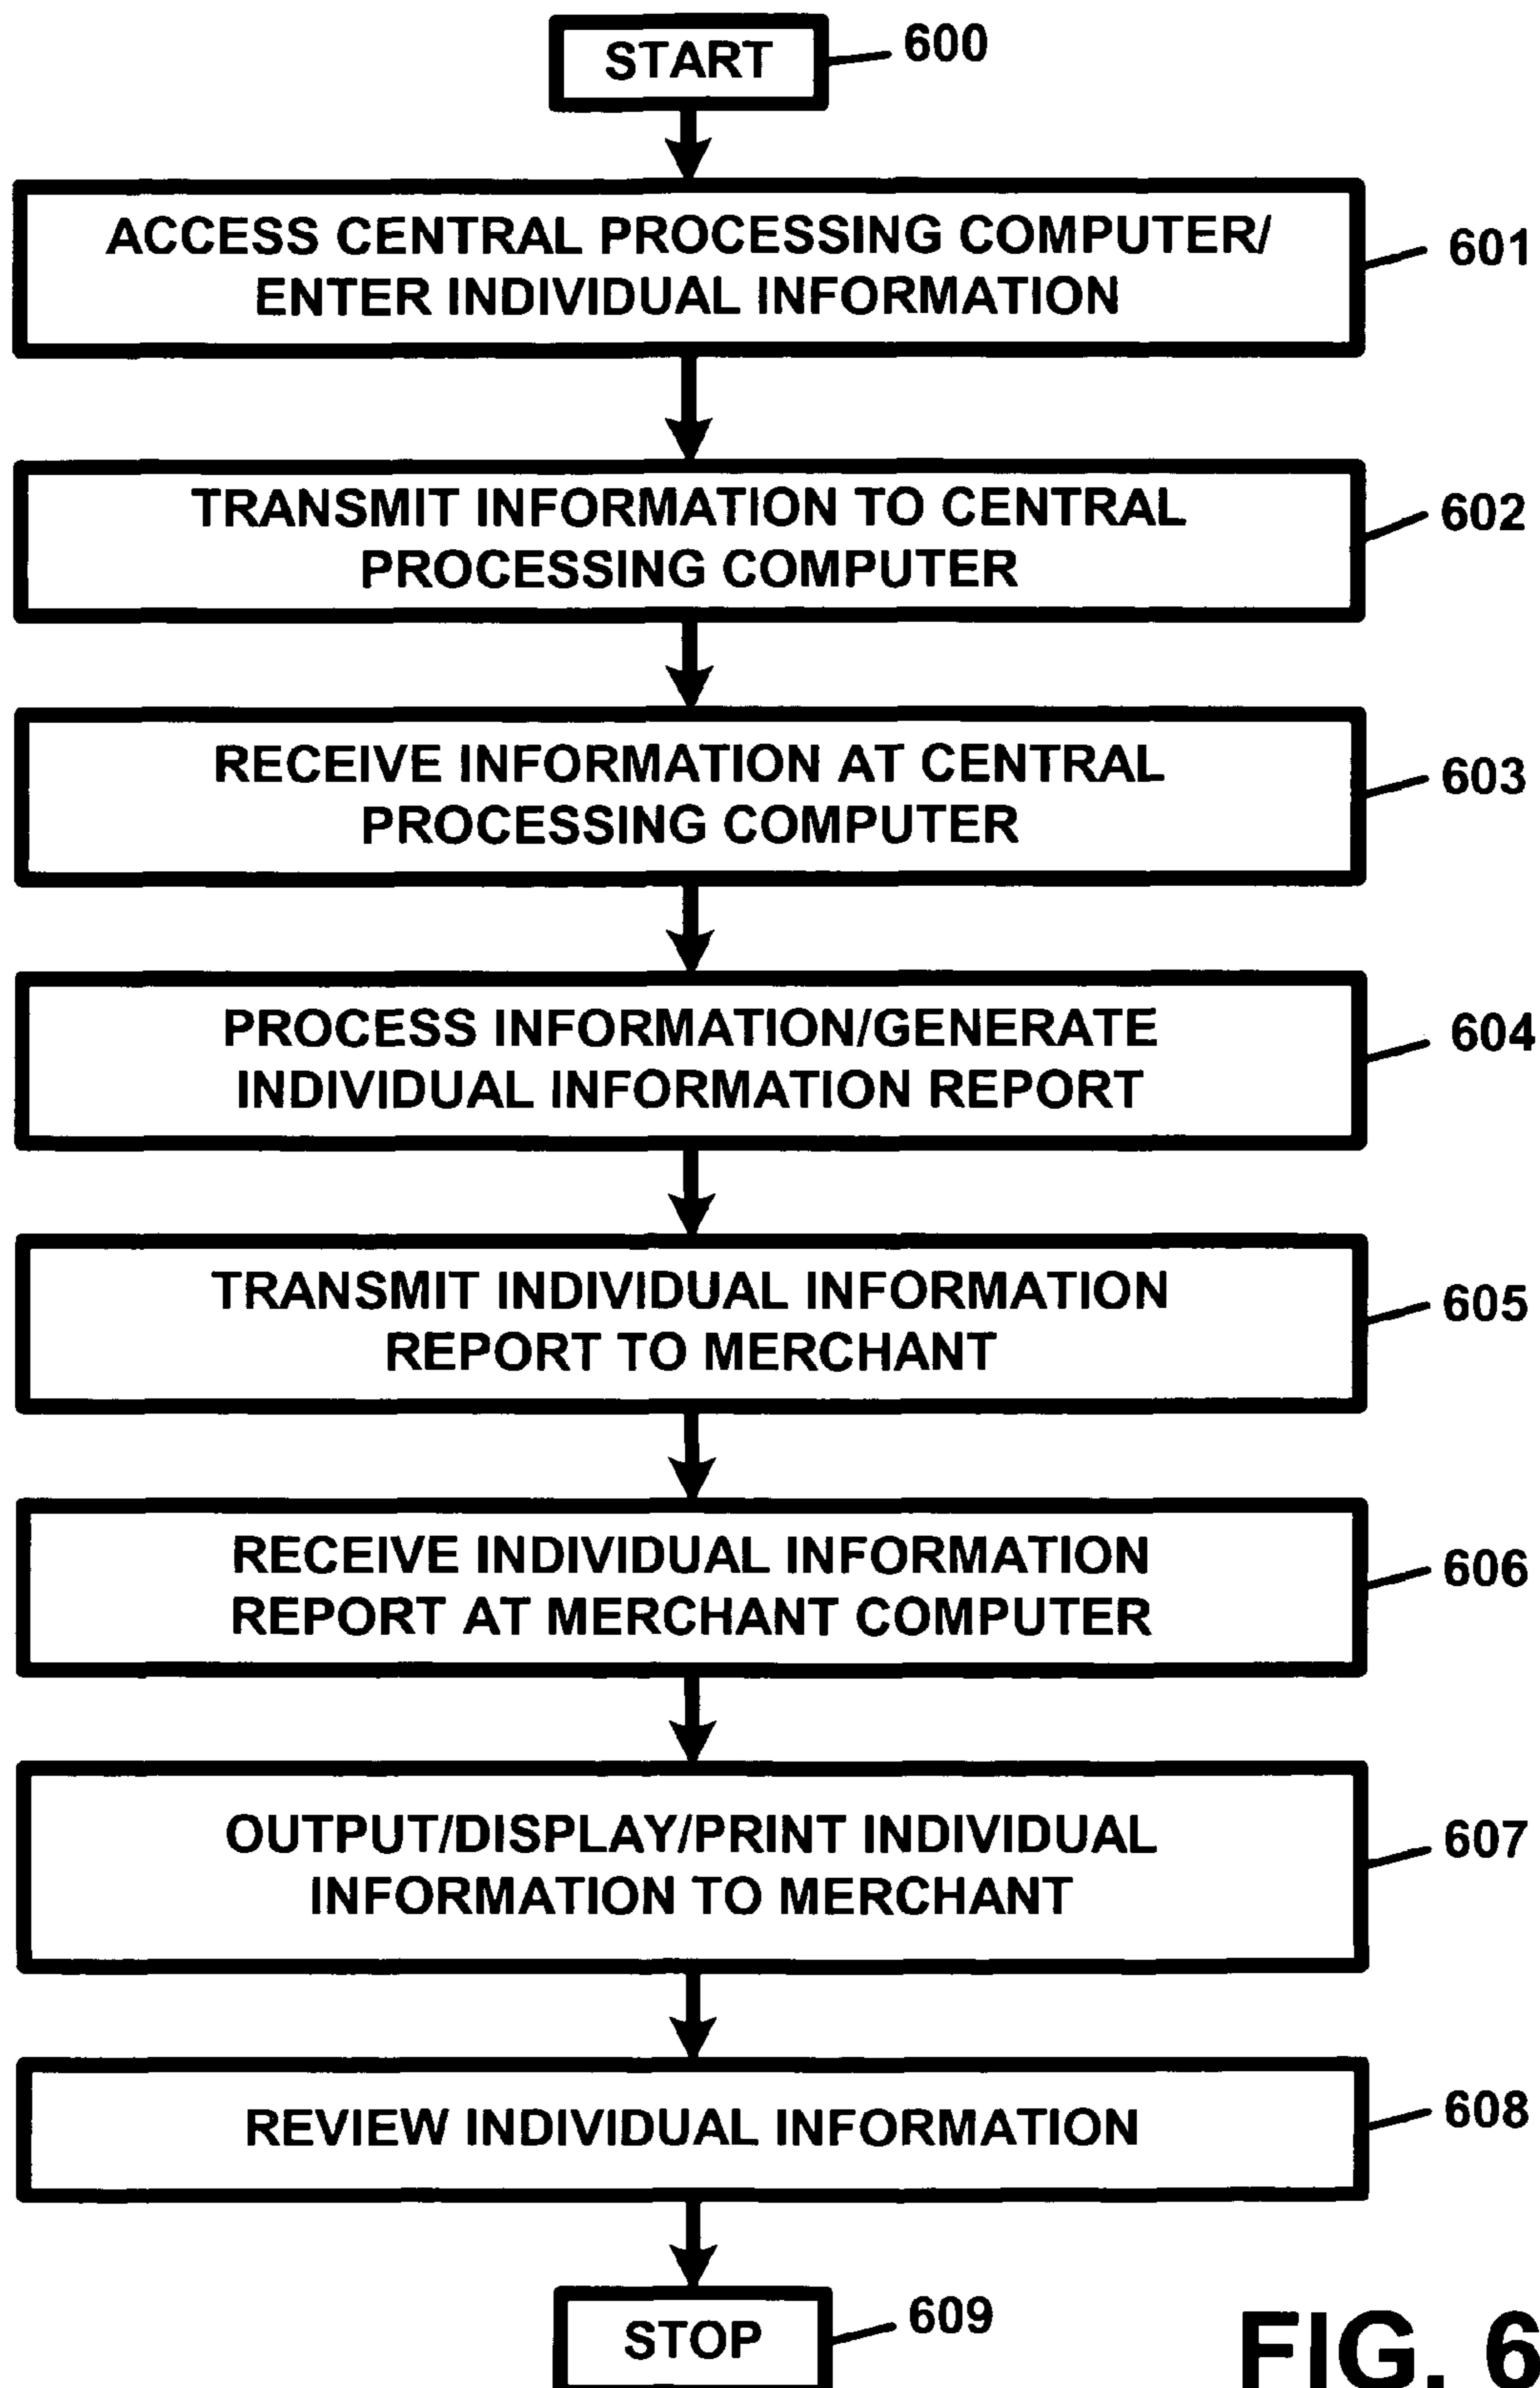 START
600
ACCESS CENTRAL PROCESSING COMPUTER/
ENTER INDIVIDUAL INFORMATION
601
TRANSMIT INFORMATION TO CENTRAL
PROCESSING COMPUTER
602
RECEIVE INFORMATION AT CENTRAL
PROCESSING COMPUTER
603
PROCESS INFORMATION/GENERATE
INDIVIDUAL INFORMATION REPORT
604
TRANSMIT INDIVIDUAL INFORMATION
REPORT TO MERCHANT
605
RECEIVE INDIVIDUAL INFORMATION
REPORT AT MERCHANT COMPUTER
606
OUTPUT/DISPLAY/PRINT INDIVIDUAL
INFORMATION TO MERCHANT
607
REVIEW INDIVIDUAL INFORMATION
608
STOP
609
FIG. 6